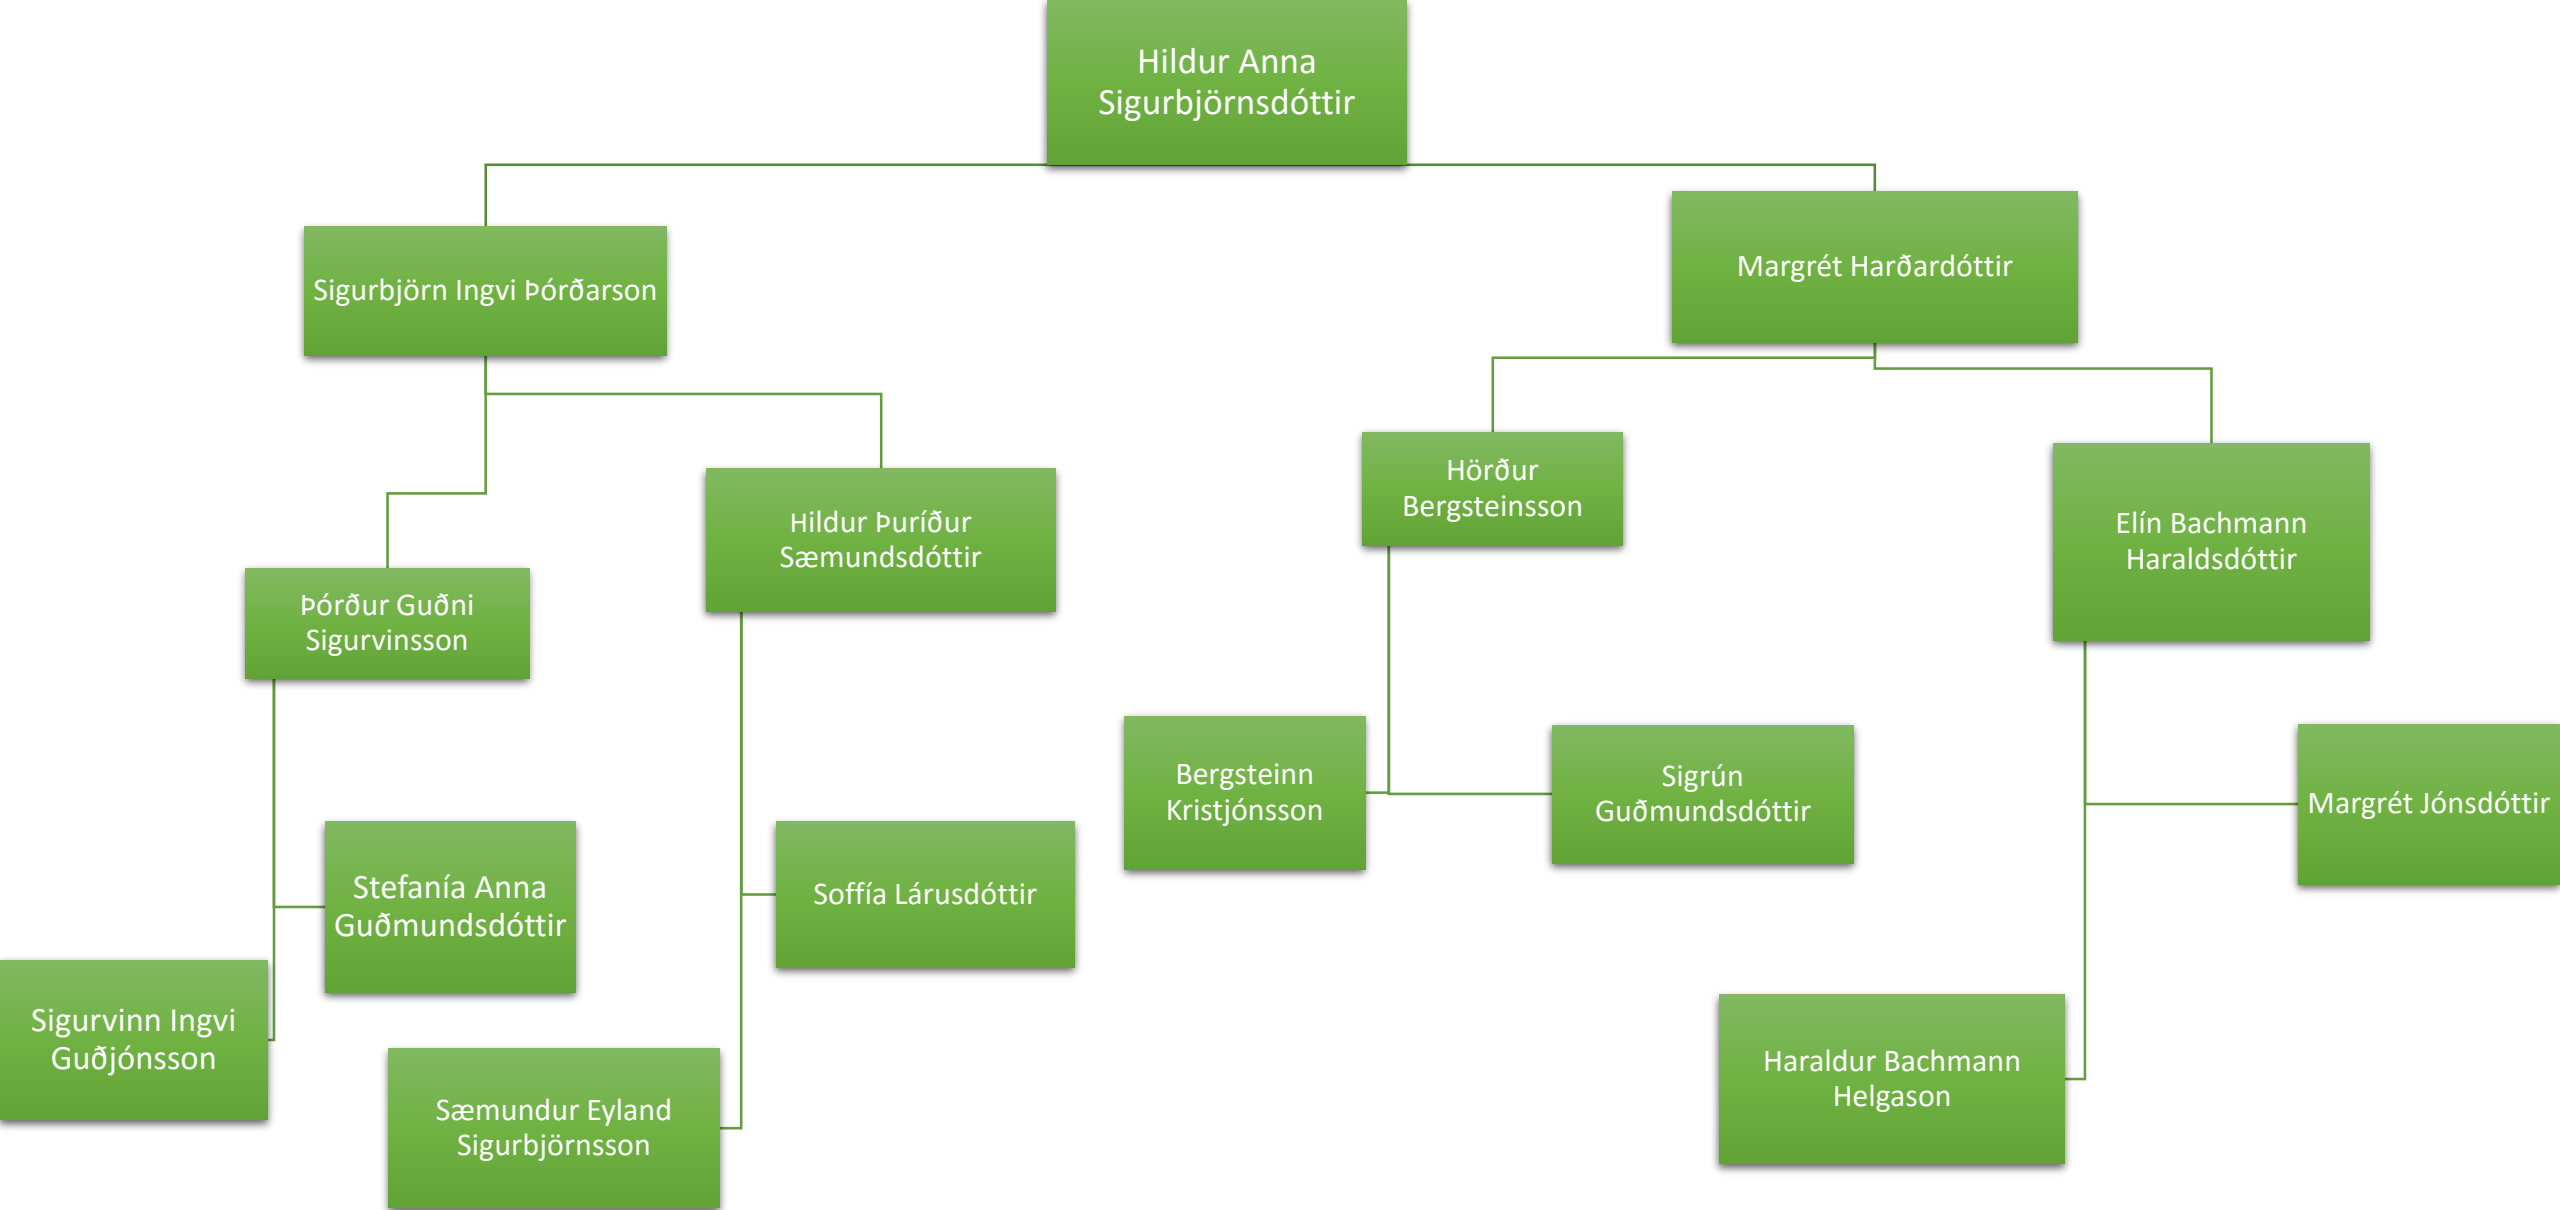 Hildur Anna
Sigurbjörnsdóttir
Sigurbjörn Ingvi Þórðarson
Margrét Harðardóttir
Þórður Guðni
Sigurvinsson
Hildur Þuríður
Sæmundsdóttir
Hörður
Bergsteinsson
Elín Bachmann
Haraldsdóttir
Sigurvinn Ingvi
Guðjónsson
Stefanía Anna
Guðmundsdóttir
Sæmundur Eyland
Sigurbjörnsson
Soffía Lárusdóttir
Bergsteinn
Kristjónsson
Sigrún
Guðmundsdóttir
Haraldur Bachmann
Helgason
Margrét Jónsdóttir